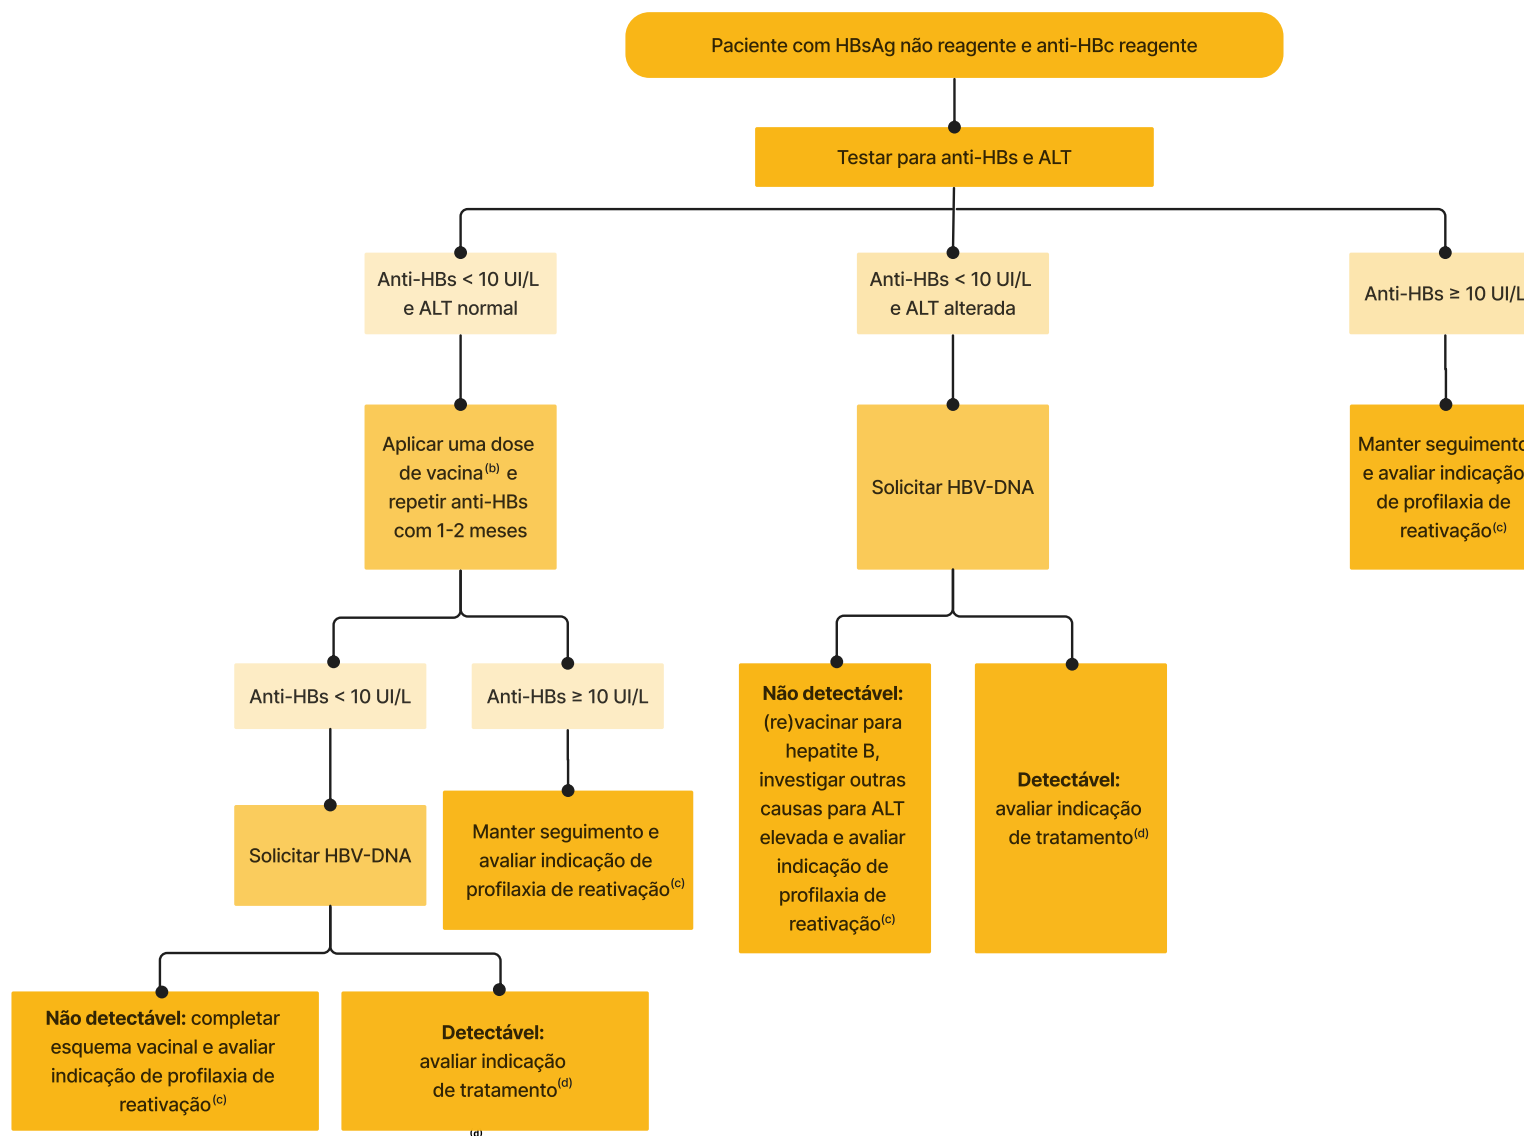 Paciente com HBsAg não reagente e anti-HBc reagente
Testar para anti-HBs e ALT
Anti-HBs < 10 UI/L
e ALT normal
Anti-HBs < 10 UI/L
e ALT alterada
Anti-HBs ≥ 10 UI/L
Aplicar uma dose
de vacina(b) e
repetir anti-HBs
com 1-2 meses
Solicitar HBV-DNA
Manter seguimento
e avaliar indicação
de profilaxia de
reativação(c)
Anti-HBs < 10 UI/L
Anti-HBs ≥ 10 UI/L
Não detectável:
(re)vacinar para
hepatite B,
investigar outras
causas para ALT
elevada e avaliar
indicação de
profilaxia de
reativação(c)
Detectável:
avaliar indicação
de tratamento(d)
Solicitar HBV-DNA
Manter seguimento e
avaliar indicação de
profilaxia de reativação(c)
Não detectável: completar
esquema vacinal e avaliar
indicação de profilaxia de
reativação(c)
Detectável:
avaliar indicação
de tratamento(d)
(a)